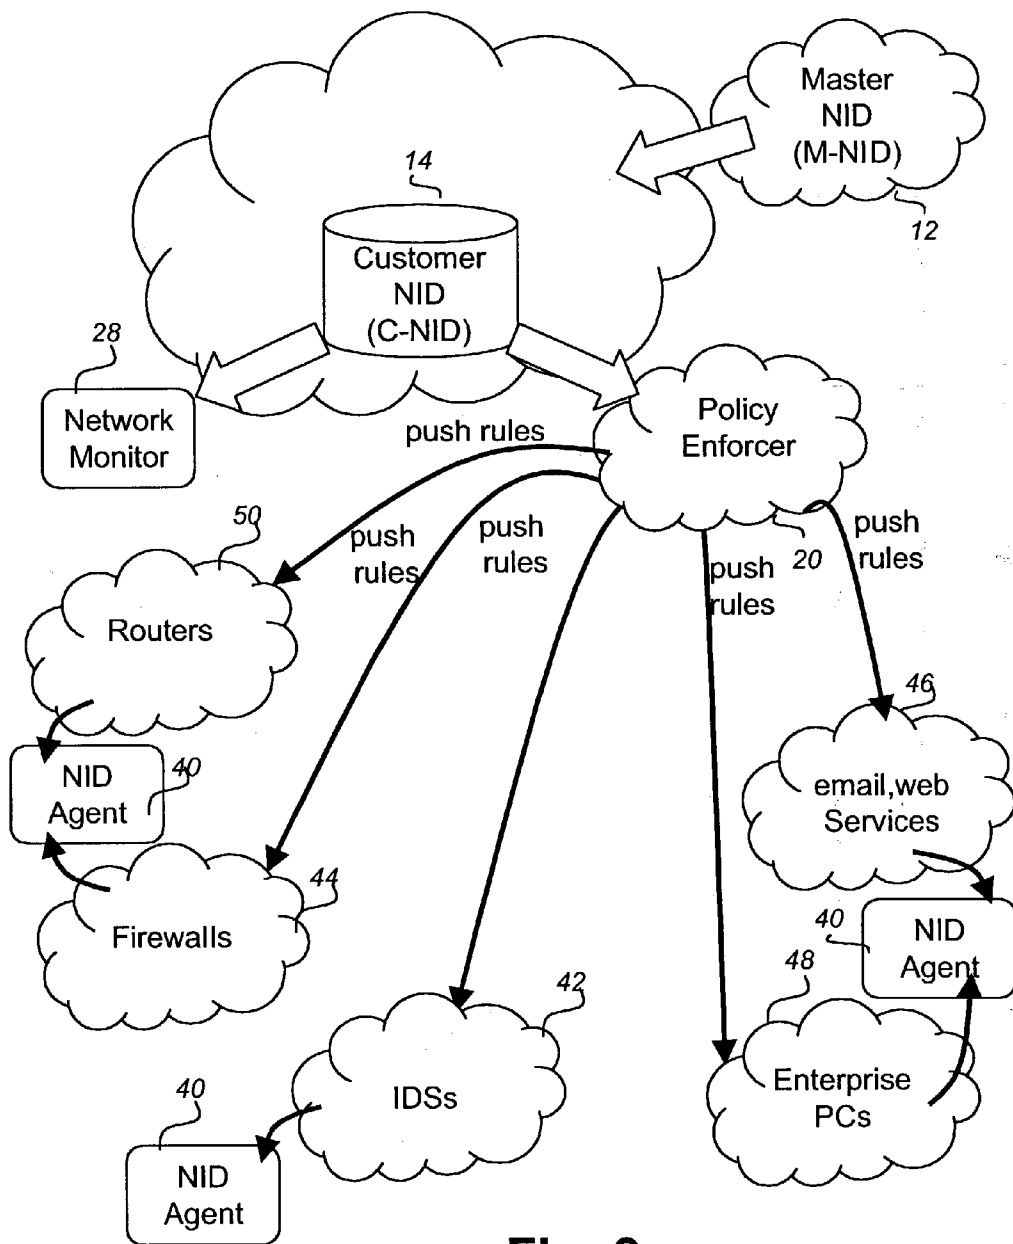 Master
NID
(M-NID)
12
14
Customer
NID
(C-NID)
28
Network
Monitor
Policy
Enforcer
20
push rules
push
rules
push
rules
push
rules
push
rules
50
Routers
46
email,web
Services
NID
Agent
40
44
Firewalls
40
NID
Agent
48
42
Enterprise
PCs
IDSs
40
NID
Agent